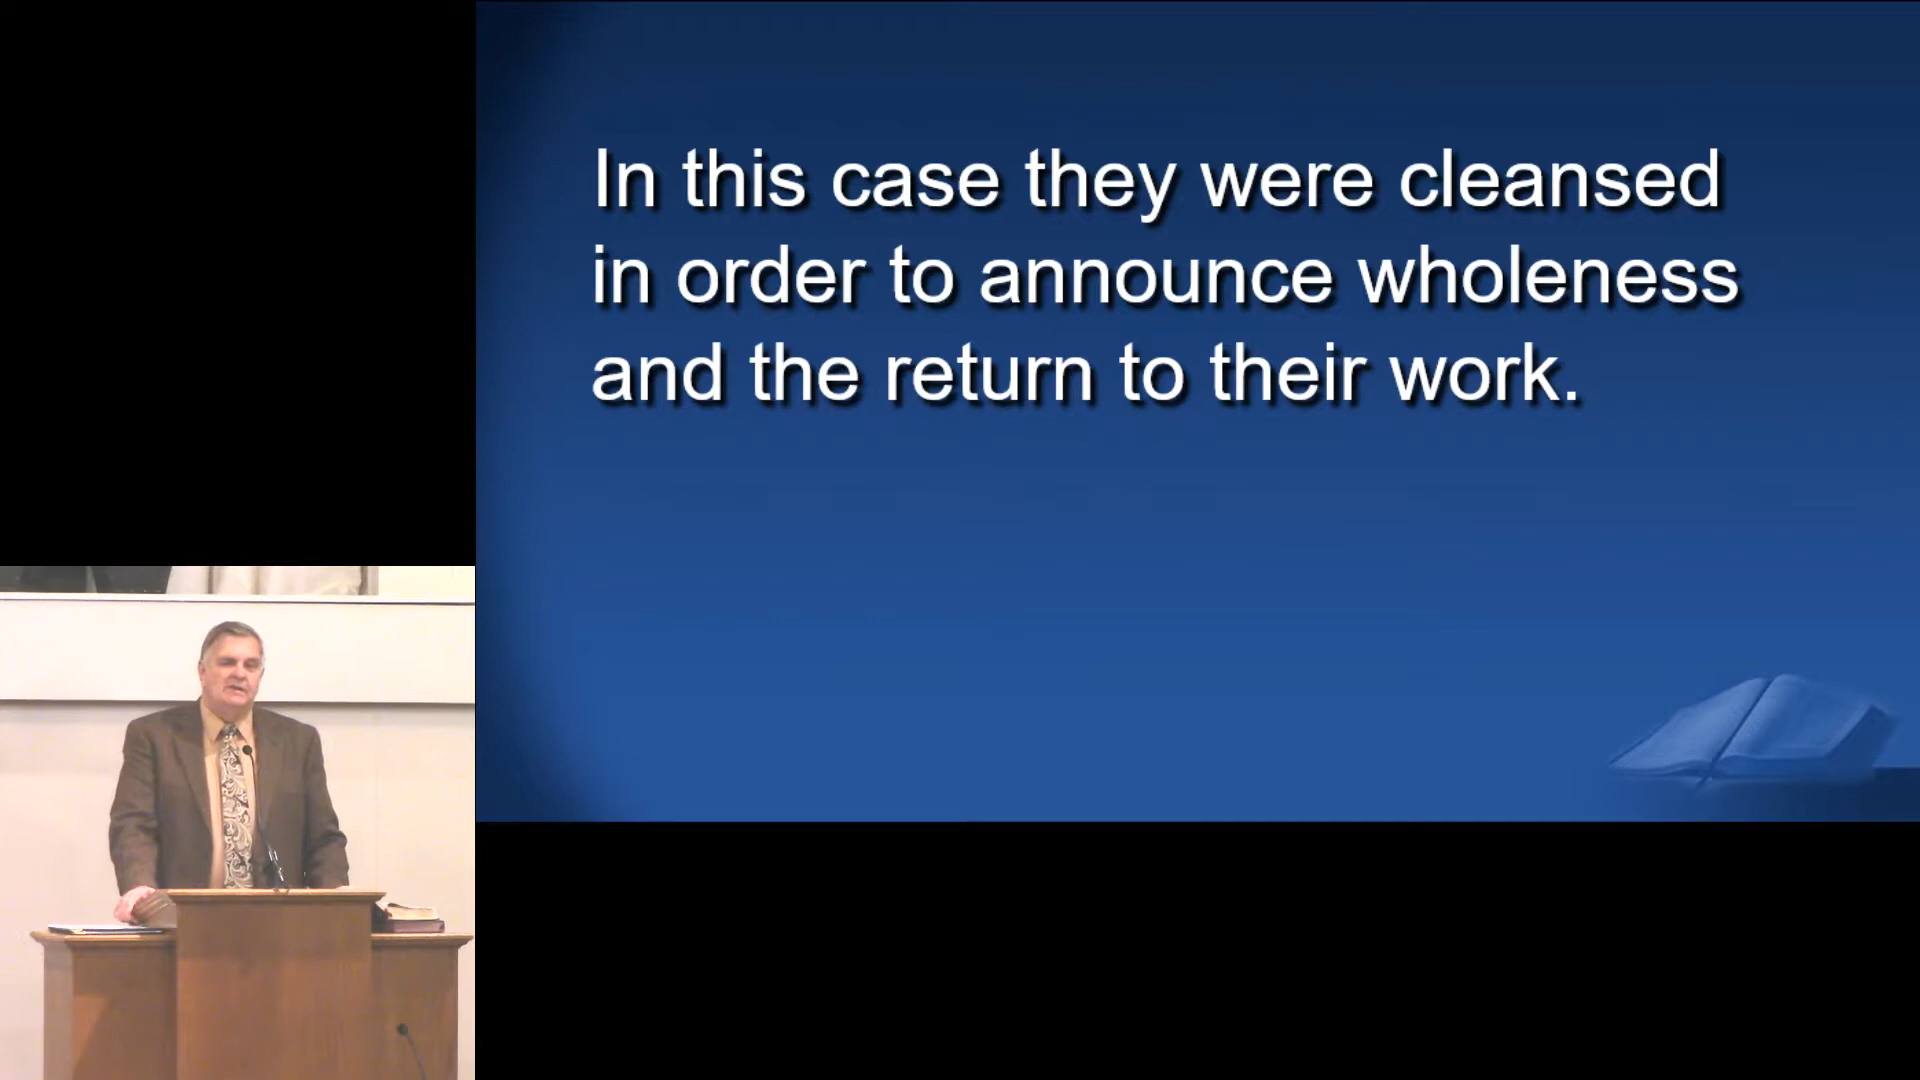 In this case they were cleansed
in order to announce wholeness
and the return to their work.